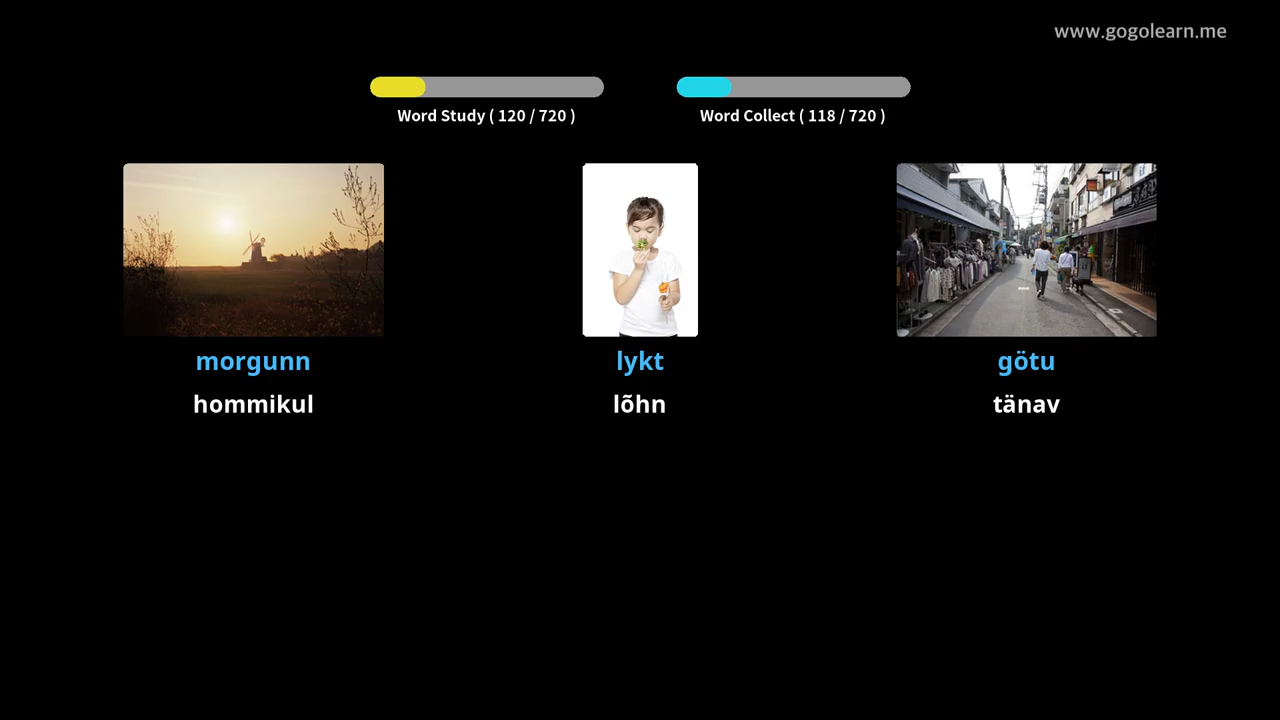 www.gogolearn.me
Word Study ( 120 / 720 )
Word Collect ( 118 / 720 )
morgunn
lykt
götu
hommikul
lõhn
tänav